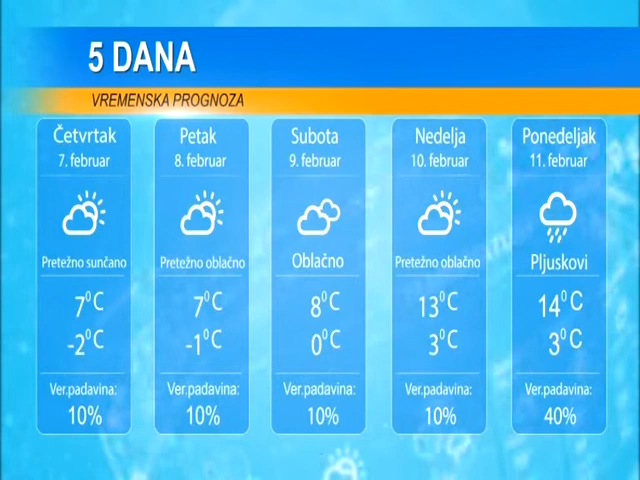 5 DANA
VREMENSKA PROGNOZA
Četvrtak
7. februar
Pretežno sunčano
7°C
-2°C
Ver.padavina:
10%
Petak
8. februar
Pretežno oblačno
7°C
-1°C
Ver.padavina:
10%
Subota
9. februar
Oblačno
8°C
0°C
Ver.padavina:
10%
Nedelja
10. februar
Pretežno oblačno
13°C
3°C
Ver.padavina:
10%
Ponedeljak
11. februar
Pljuskovi
14°C
3°C
Ver.padavina:
40%